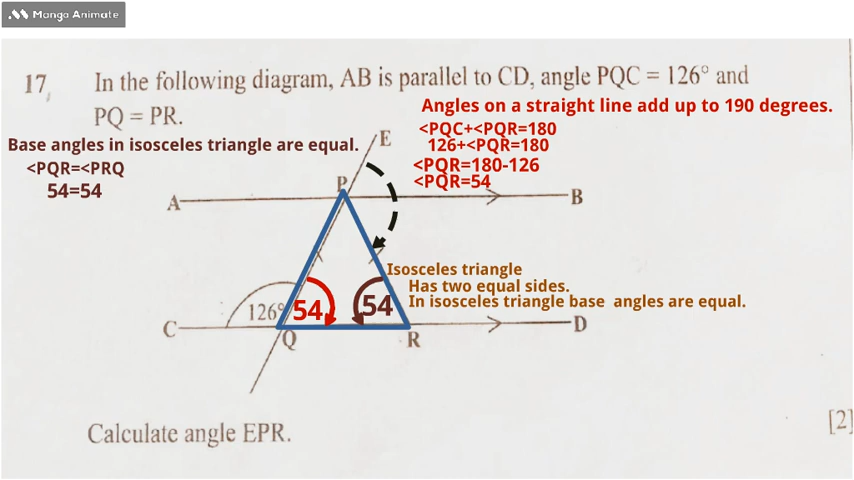 Manga Animate
17. In the following diagram, AB is parallel to CD, angle PQC = 126° and
PQ = PR.
Angles on a straight line add up to 190 degrees.
<PQC+<PQR=180
126+<PQR=180
<PQR=180-126
<PQR=54
Base angles in isosceles triangle are equal.
<PQR=<PRQ
54=54
E
P
A
B
Isosceles triangle
Has two equal sides.
In isosceles triangle base angles are equal.
126°
54
54
C
D
Q
R
Calculate angle EPR.
[2]